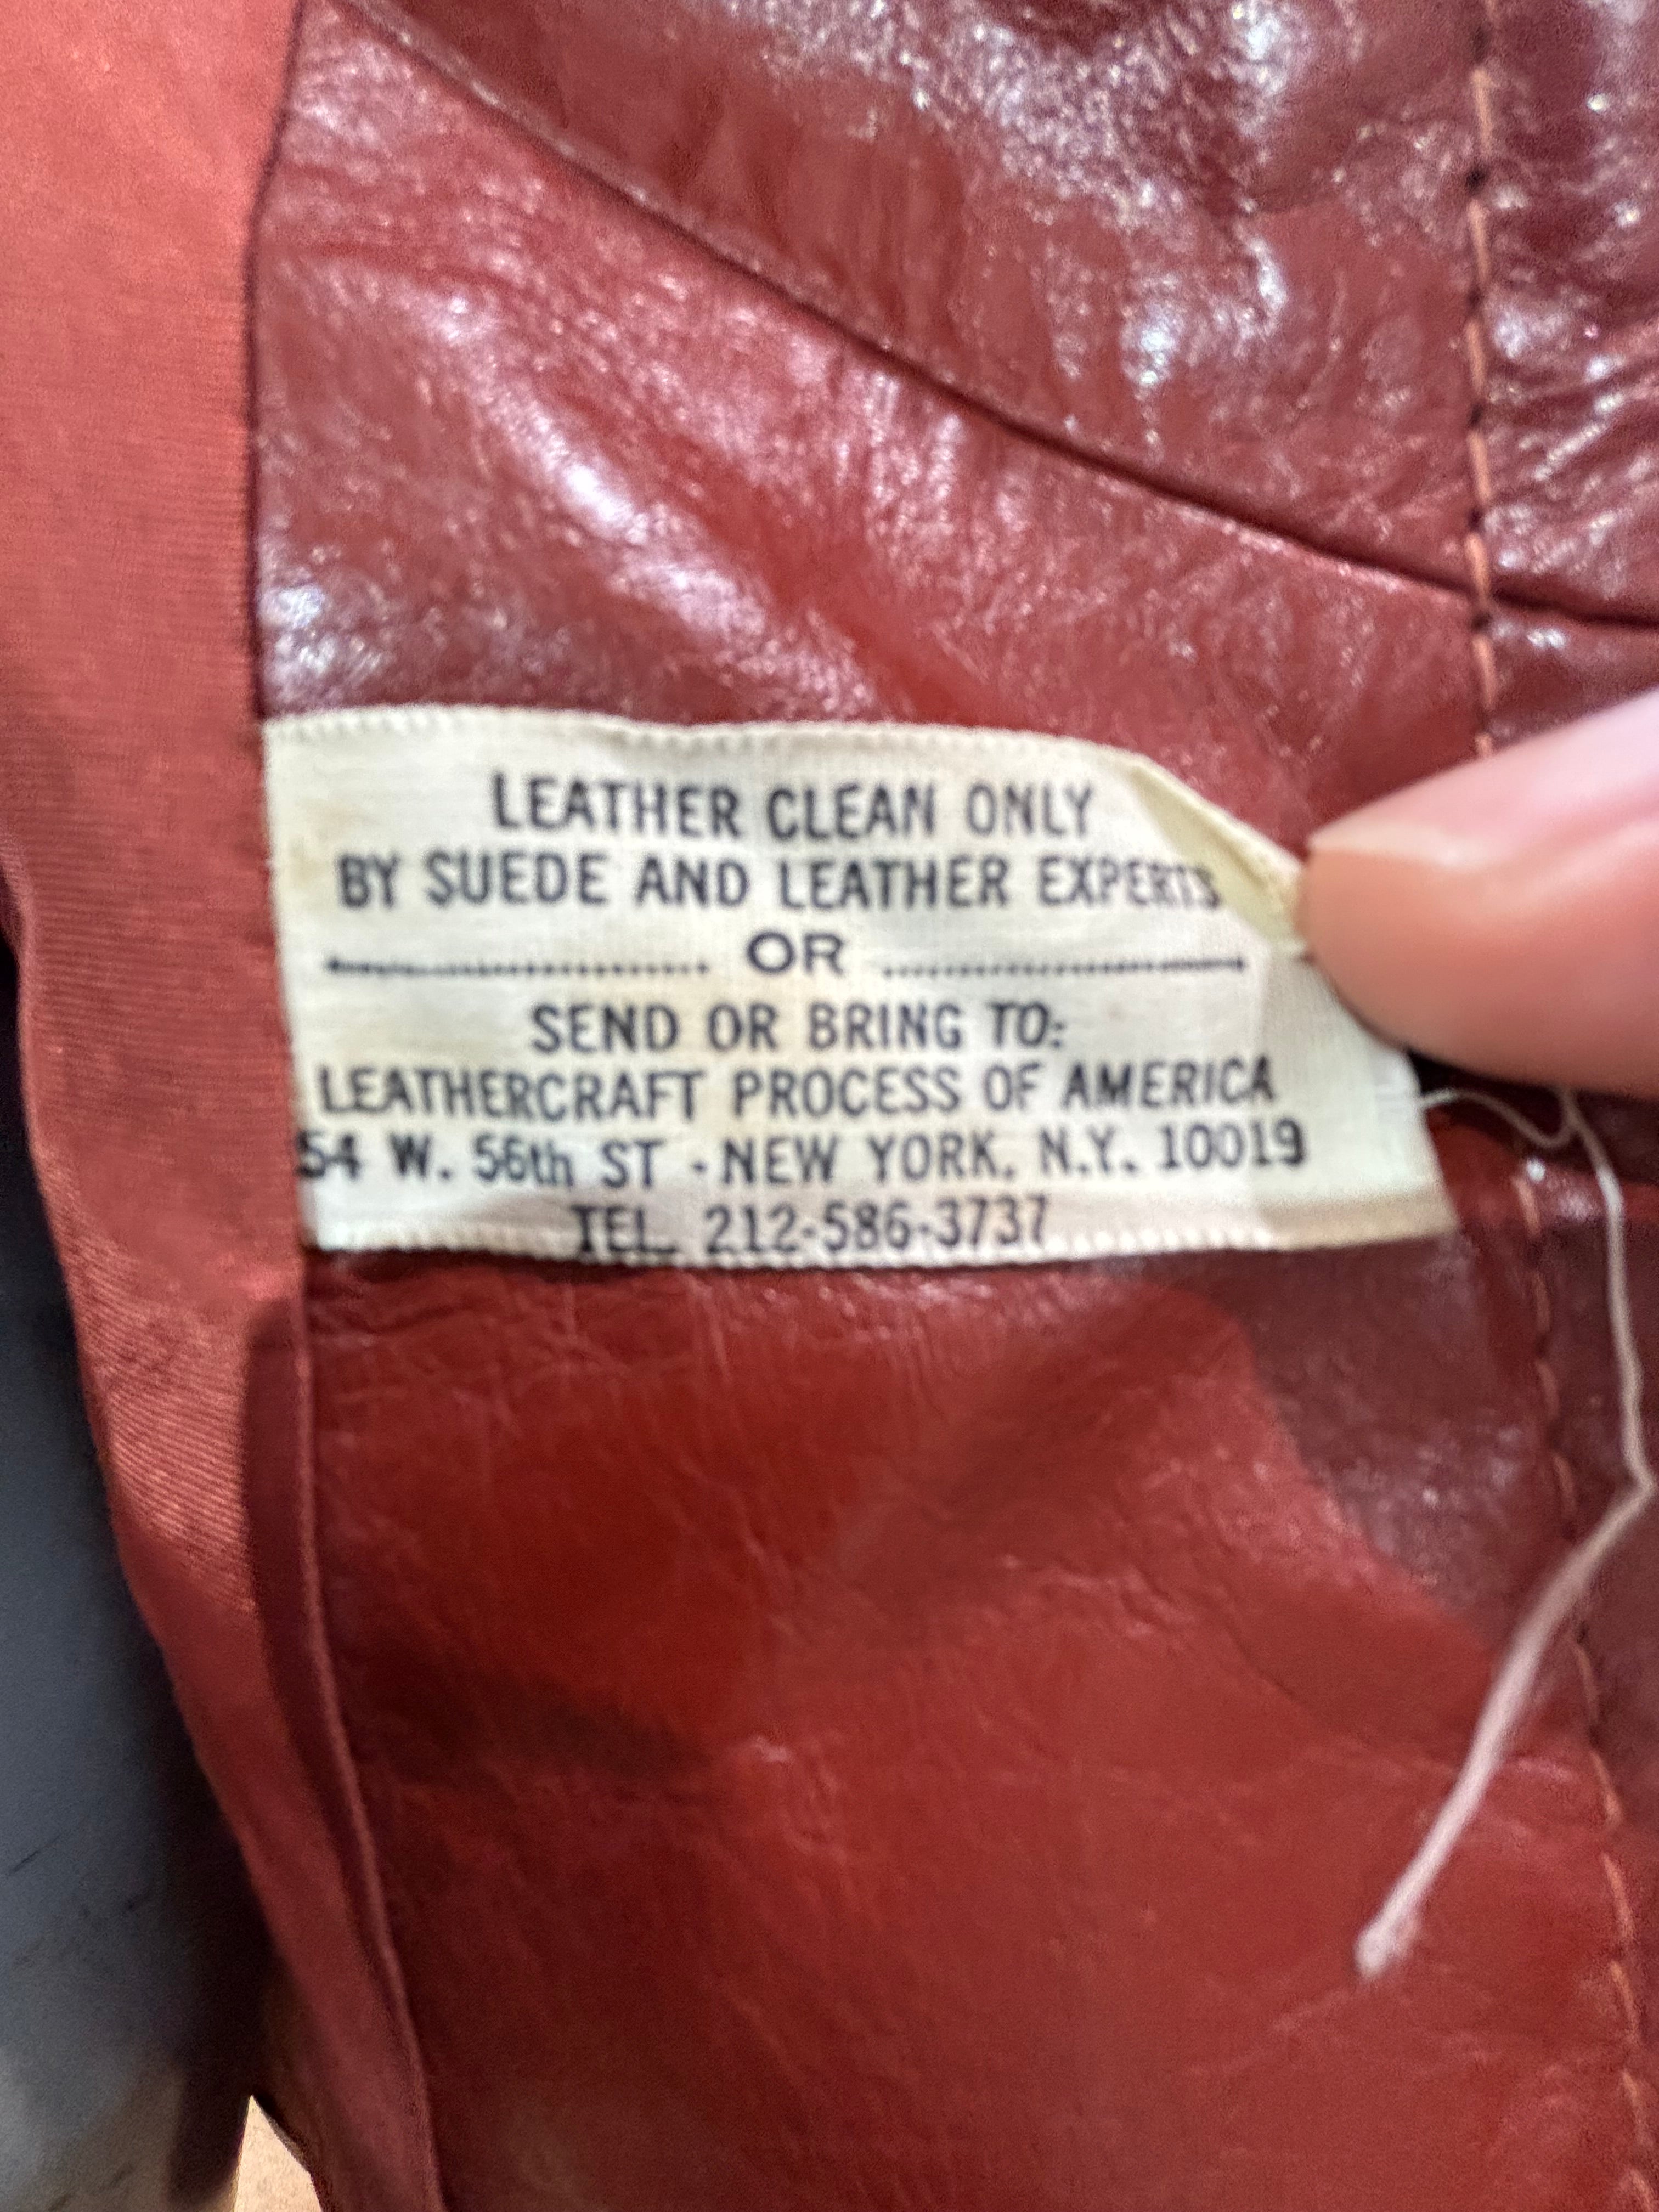 LEATHER CLEAN ONLY
BY SUEDE AND LEATHER EXPERTS
OR
SEND OR BRING TO:
LEATHERCRAFT PROCESS OF AMERICA
54 W. 56th ST - NEW YORK, N.Y. 10019
TEL. 212-586-3737